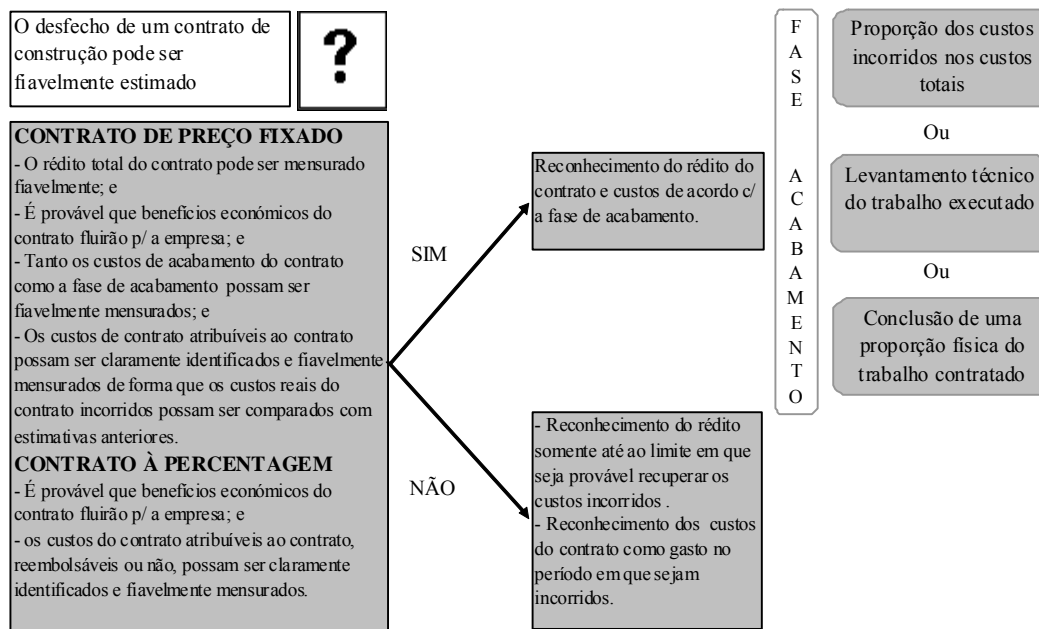 O desfecho de um contrato de
construção pode ser
fiavelmente estimado
?
CONTRATO DE PREÇO FIXADO
- O rédito total do contrato pode ser mensurado
fiavelmente; e
- É provável que benefícios económicos do
contrato fluirão p/ a empresa; e
- Tanto os custos de acabamento do contrato
como a fase de acabamento possam ser
fiavelmente mensurados; e
- Os custos de contrato atribuíveis ao contrato
possam ser claramente identificados e fiavelmente
mensurados de forma que os custos reais do
contrato incorridos possam ser comparados com
estimativas anteriores.
CONTRATO À PERCENTAGEM
- É provável que benefícios económicos do
contrato fluirão p/ a empresa; e
- os custos do contrato atribuíveis ao contrato,
reembolsáveis ou não, possam ser claramente
identificados e fiavelmente mensurados.
SIM
NÃO
Reconhecimento do rédito do
contrato e custos de acordo c/
a fase de acabamento.
- Reconhecimento do rédito
somente até ao limite em que
seja provável recuperar os
custos incorridos .
- Reconhecimento dos custos
do contrato como gasto no
período em que sejam
incorridos.
FASE ACABAMENTO
Proporção dos custos
incorridos nos custos
totais
Ou
Levantamento técnico
do trabalho executado
Ou
Conclusão de uma
proporção física do
trabalho contratado